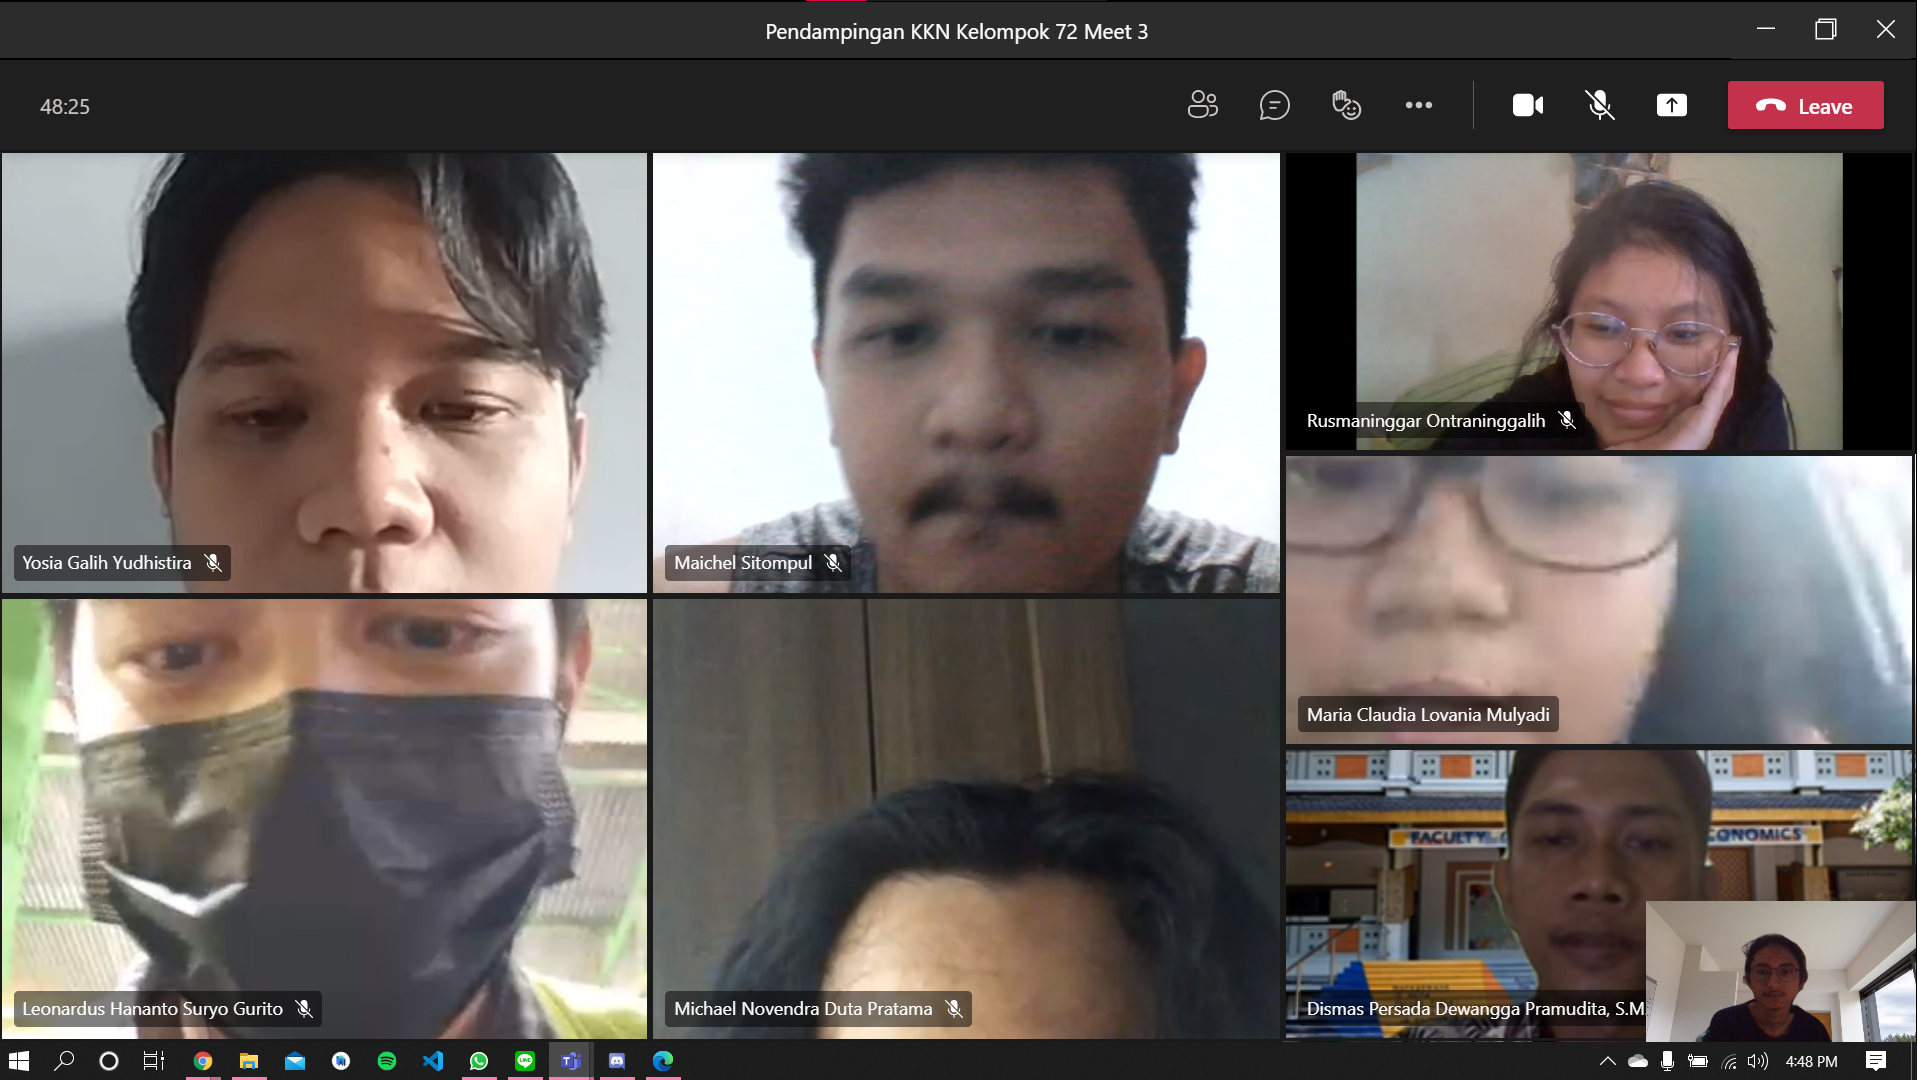 Pendampingan KKN Kelompok 72 Meet 3
48:25
Leave
Yosia Galih Yudhistira
Maichel Sitompul
Rusmaninggar Ontraninggalih
Maria Claudia Lovania Mulyadi
FACULTY
CONOMICS
Leonardus Hananto Suryo Gurito
Michael Novendra Duta Pratama
Dismas Persada Dewangga Pramudita, S.M.
4:48 PM